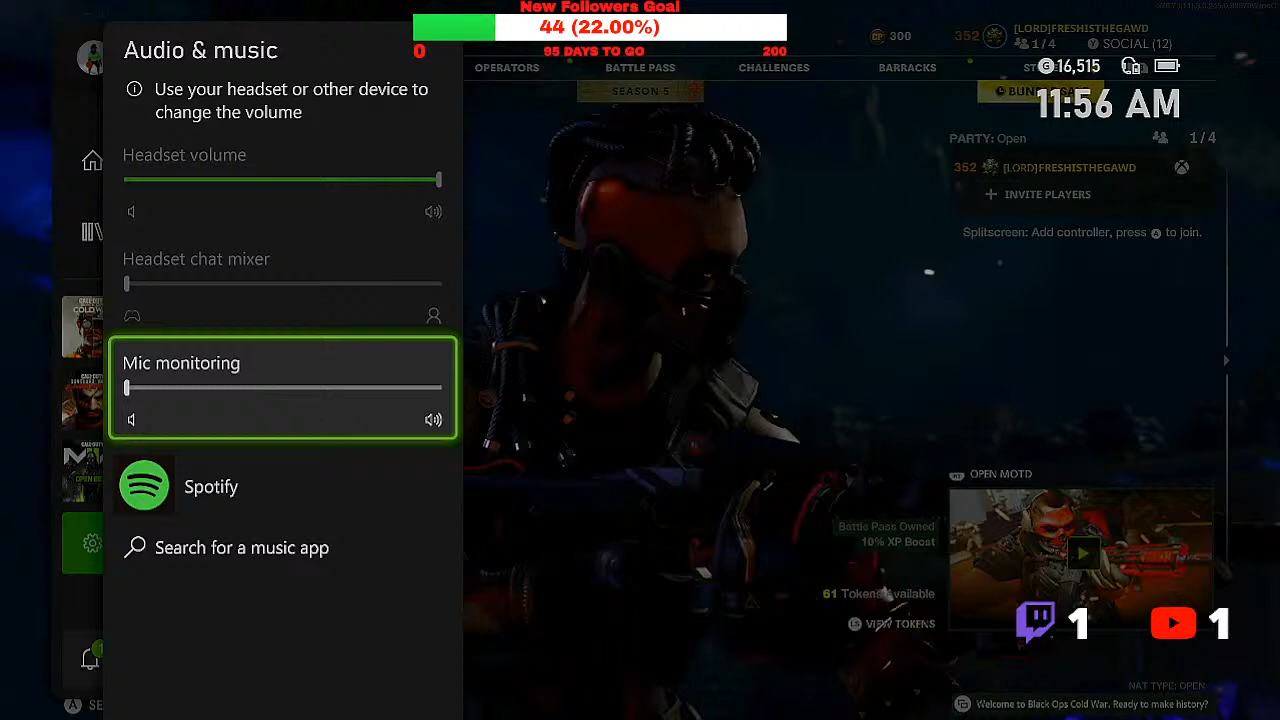 New Followers Goal
44 (22.00%)
0
95 DAYS TO GO
200
Audio & music
Use your headset or other device to
change the volume
Headset volume
Headset chat mixer
Mic monitoring
Spotify
Search for a music app
300
352
[LORD]FRESHISTHEGAWD
1/4
SOCIAL (12)
16,515
11:56 AM
OPERATORS
BATTLE PASS
CHALLENGES
BARRACKS
SEASON 5
PARTY: Open
1/4
352 [LORD]FRESHISTHEGAWD
INVITE PLAYERS
Splitscreen: Add controller, press A to join.
OPEN MOTD
Battle Pass Owned
10% XP Boost
61 Tokens Available
LS VIEW TOKENS
1
1
NAT TYPE: OPEN
Welcome to Black Ops Cold War. Ready to make history?